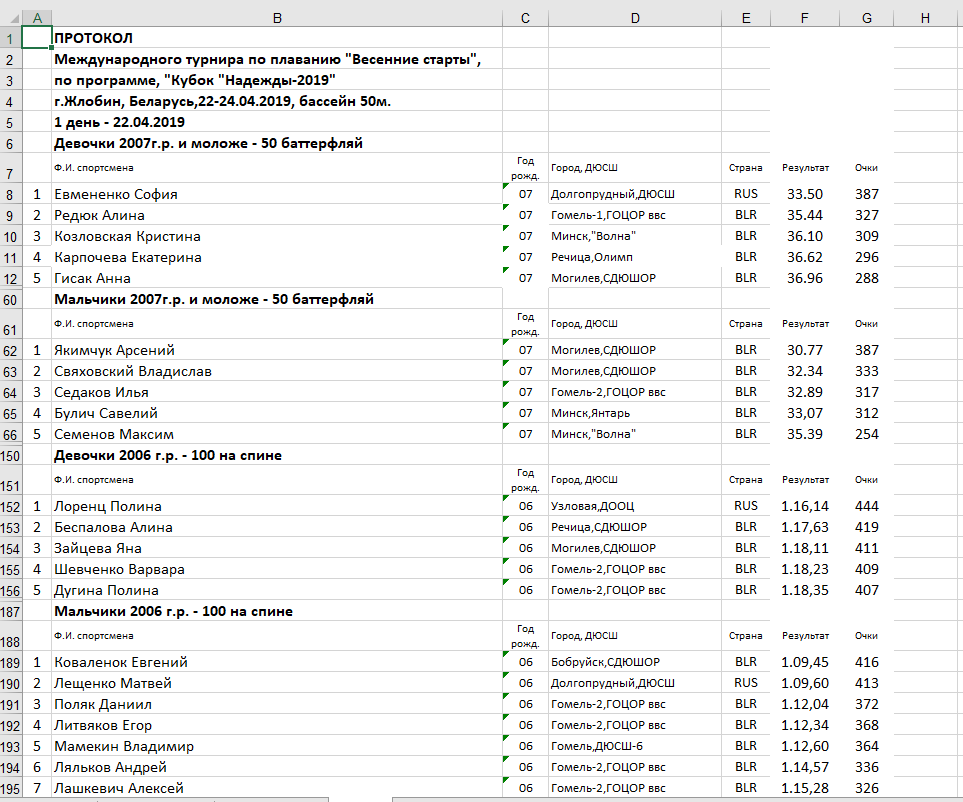 A B C D E F G H
1 ПРОТОКОЛ
2 Международного турнира по плаванию "Весенние старты",
3 по программе, "Кубок "Надежды-2019"
4 г.Жлобин, Беларусь,22-24.04.2019, бассейн 50м.
5 1 день - 22.04.2019
6 Девочки 2007г.р. и моложе - 50 баттерфляй
7 Ф.И. спортсмена Год рожд. Город, ДЮСШ Страна Результат Очки
8 1 Евмененко София 07 Долгопрудный,ДЮСШ RUS 33.50 387
9 2 Редюк Алина 07 Гомель-1,ГОЦОР ввс BLR 35.44 327
10 3 Козловская Кристина 07 Минск,"Волна" BLR 36.10 309
11 4 Карпочева Екатерина 07 Речица,Олимп BLR 36.62 296
12 5 Гисак Анна 07 Могилев,СДЮШОР BLR 36.96 288
60 Мальчики 2007г.р. и моложе - 50 баттерфляй
61 Ф.И. спортсмена Год рожд. Город, ДЮСШ Страна Результат Очки
62 1 Якимчук Арсений 07 Могилев,СДЮШОР BLR 30.77 387
63 2 Свяховский Владислав 07 Могилев,СДЮШОР BLR 32.34 333
64 3 Седаков Илья 07 Гомель-2,ГОЦОР ввс BLR 32.89 317
65 4 Булич Савелий 07 Минск,Янтарь BLR 33,07 312
66 5 Семенов Максим 07 Минск,"Волна" BLR 35.39 254
150 Девочки 2006 г.р. - 100 на спине
151 Ф.И. спортсмена Год рожд. Город, ДЮСШ Страна Результат Очки
152 1 Лоренц Полина 06 Узловая,ДООЦ RUS 1.16,14 444
153 2 Беспалова Алина 06 Речица,СДЮШОР BLR 1.17,63 419
154 3 Зайцева Яна 06 Могилев,СДЮШОР BLR 1.18,11 411
155 4 Шевченко Варвара 06 Гомель-2,ГОЦОР ввс BLR 1.18,23 409
156 5 Дугина Полина 06 Гомель-2,ГОЦОР ввс BLR 1.18,35 407
187 Мальчики 2006 г.р. - 100 на спине
188 Ф.И. спортсмена Год рожд. Город, ДЮСШ Страна Результат Очки
189 1 Коваленок Евгений 06 Бобруйск,СДЮШОР BLR 1.09,45 416
190 2 Лещенко Матвей 06 Долгопрудный,ДЮСШ RUS 1.09,60 413
191 3 Поляк Даниил 06 Гомель-2,ГОЦОР ввс BLR 1.12,04 372
192 4 Литвяков Егор 06 Гомель-2,ГОЦОР ввс BLR 1.12,34 368
193 5 Мамекин Владимир 06 Гомель,ДЮСШ-6 BLR 1.12,60 364
194 6 Ляльков Андрей 06 Гомель-2,ГОЦОР ввс BLR 1.14,57 336
195 7 Лашкевич Алексей 06 Гомель-2,ГОЦОР ввс BLR 1.15,28 326